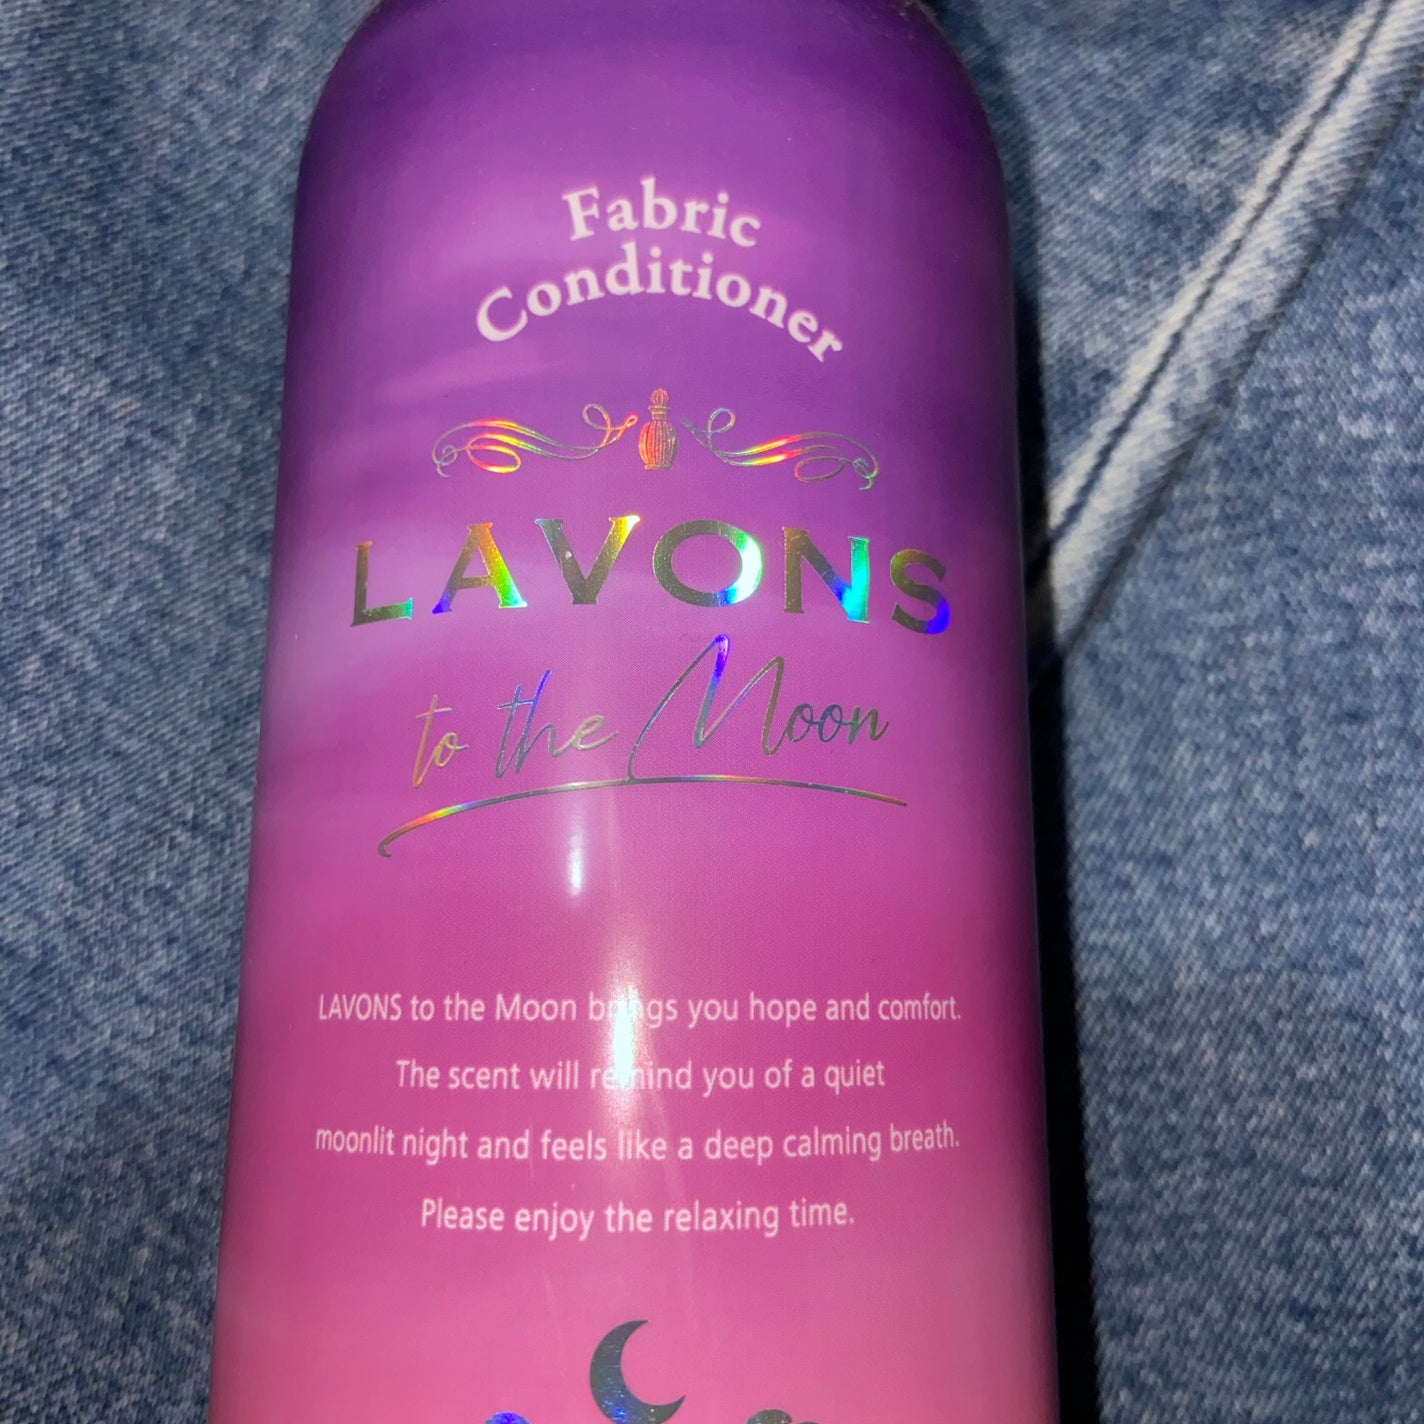 Fabric
Conditioner
LAVONS
to the Moon
LAVONS to the Moon brings you hope and comfort.
The scent will remind you of a quiet
moonlit night and feels like a deep calming breath.
Please enjoy the relaxing time.